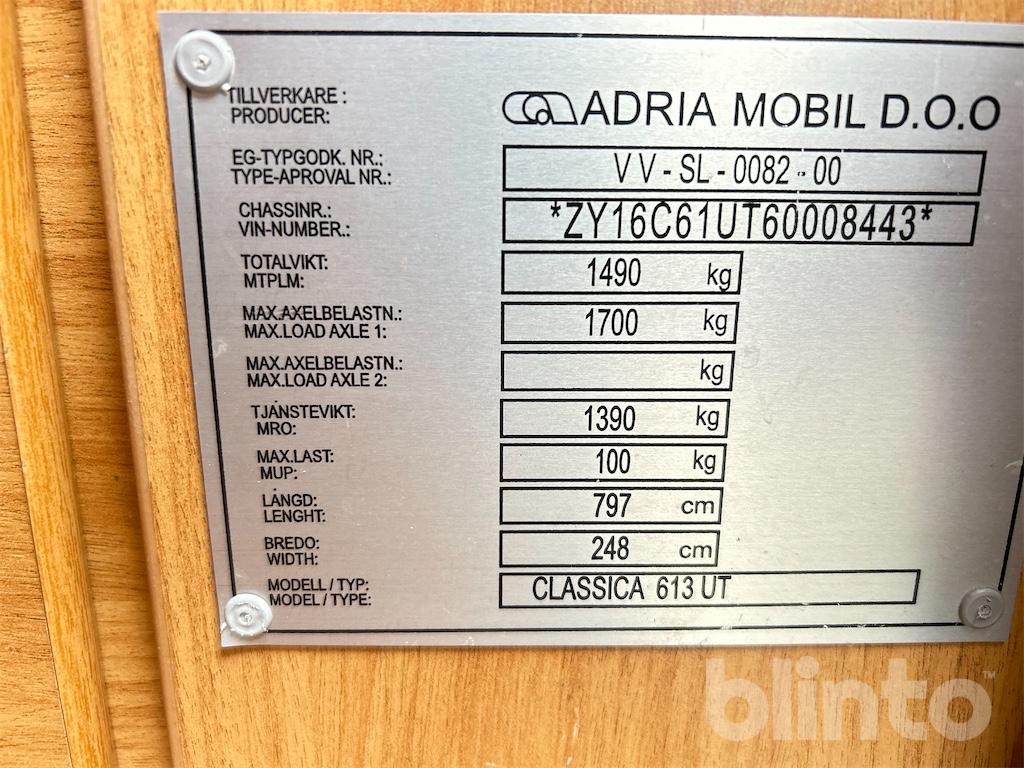 TILLVERKARE :
PRODUCER:
ADRIA MOBIL D.O.O
EG-TYPGODK. NR.:
TYPE-APROVAL NR.:
VV-SL-0082-00
CHASSINR.:
VIN-NUMBER.:
*ZY16C61UT60008443*
TOTALVIKT:
MTPLM:
1490 kg
MAX.AXELBELASTN.:
MAX.LOAD AXLE 1:
1700 kg
MAX.AXELBELASTN.:
MAX.LOAD AXLE 2:
kg
TJÄNSTEVIKT:
MRO:
1390 kg
MAX.LAST:
MUP:
100 kg
LÄNGD:
LENGHT:
797 cm
BREDO:
WIDTH:
248 cm
MODELL / TYP:
MODEL / TYPE:
CLASSICA 613 UT
blinto™